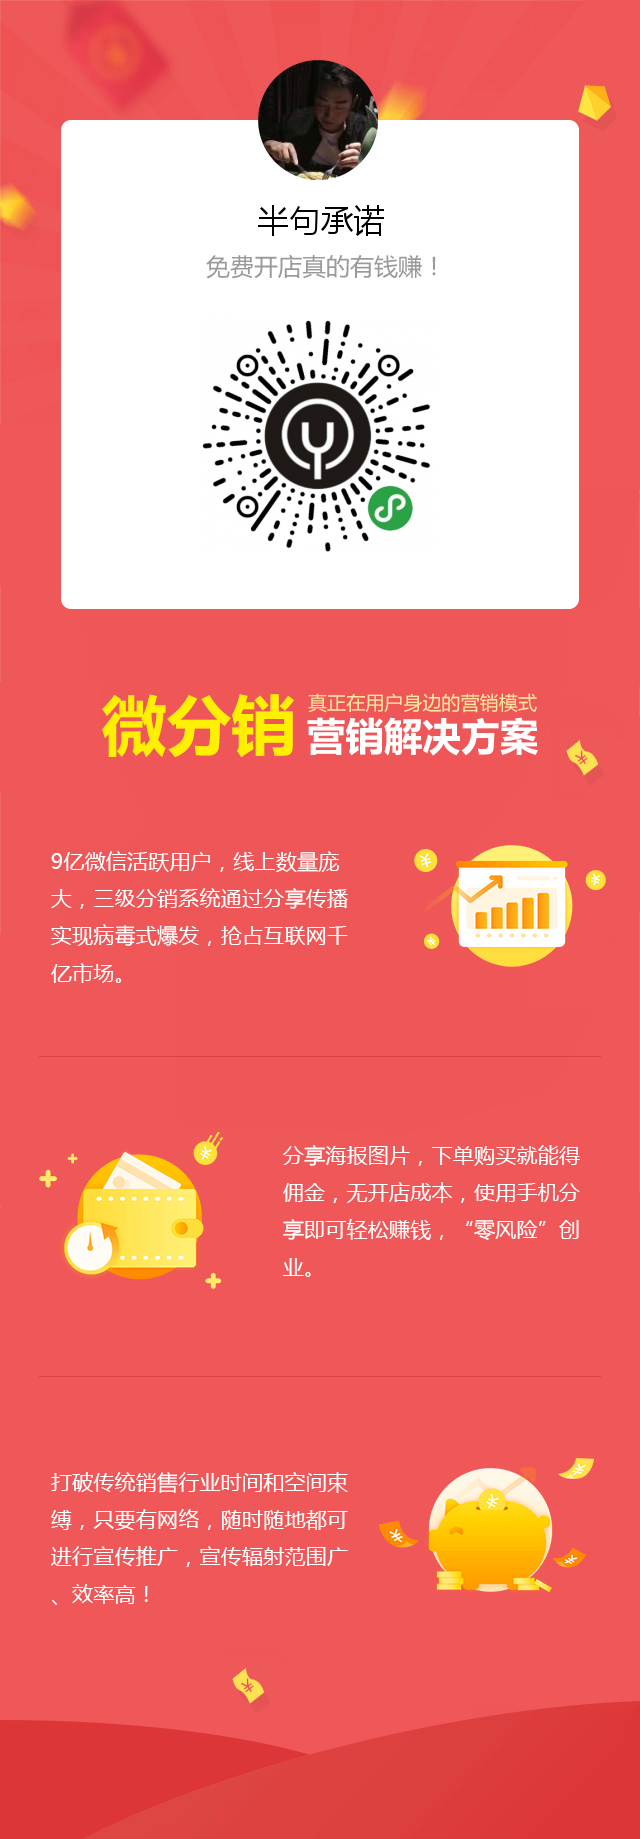 半句承诺
免费开店真的有钱赚！
微分销
真正在用户身边的营销模式
营销解决方案
9亿微信活跃用户，线上数量庞
大，三级分销系统通过分享传播
实现病毒式爆发，抢占互联网千
亿市场。
分享海报图片，下单购买就能得
佣金，无开店成本，使用手机分
享即可轻松赚钱，“零风险”创
业。
打破传统销售行业时间和空间束
缚，只要有网络，随时随地都可
进行宣传推广，宣传辐射范围广
、效率高！